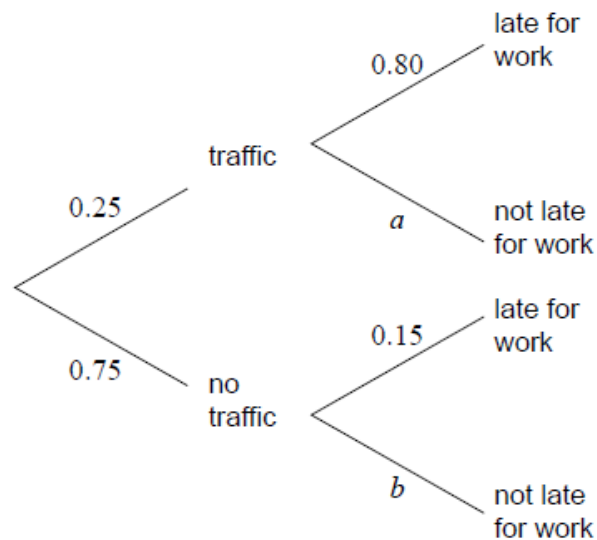 late for
work
0.80
traffic
0.25
a
not late
for work
late for
work
0.15
0.75
no
traffic
b
not late
for work